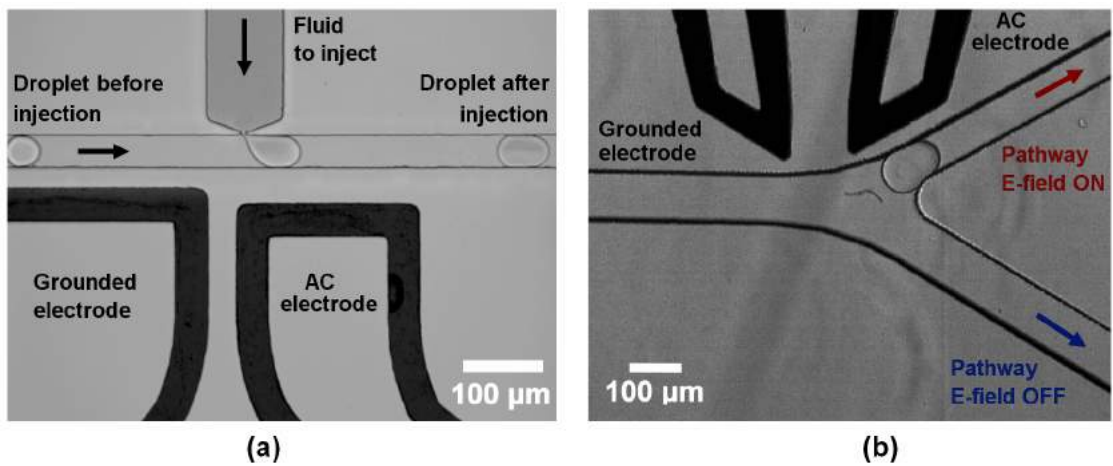 Fluid
to inject
Droplet before
injection
Droplet after
injection
Grounded
electrode
AC
electrode
100 µm
(a)
AC
electrode
Grounded
electrode
Pathway
E-field ON
Pathway
E-field OFF
100 µm
(b)